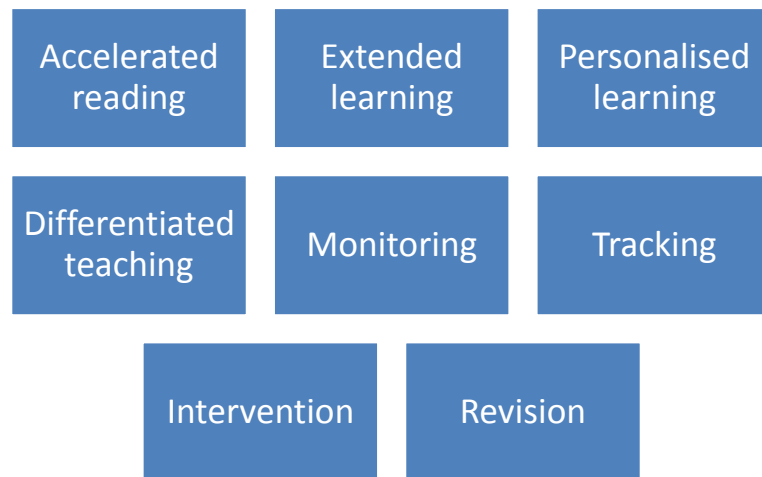 Accelerated
reading
Extended
learning
Personalised
learning
Differentiated
teaching
Monitoring
Tracking
Intervention
Revision